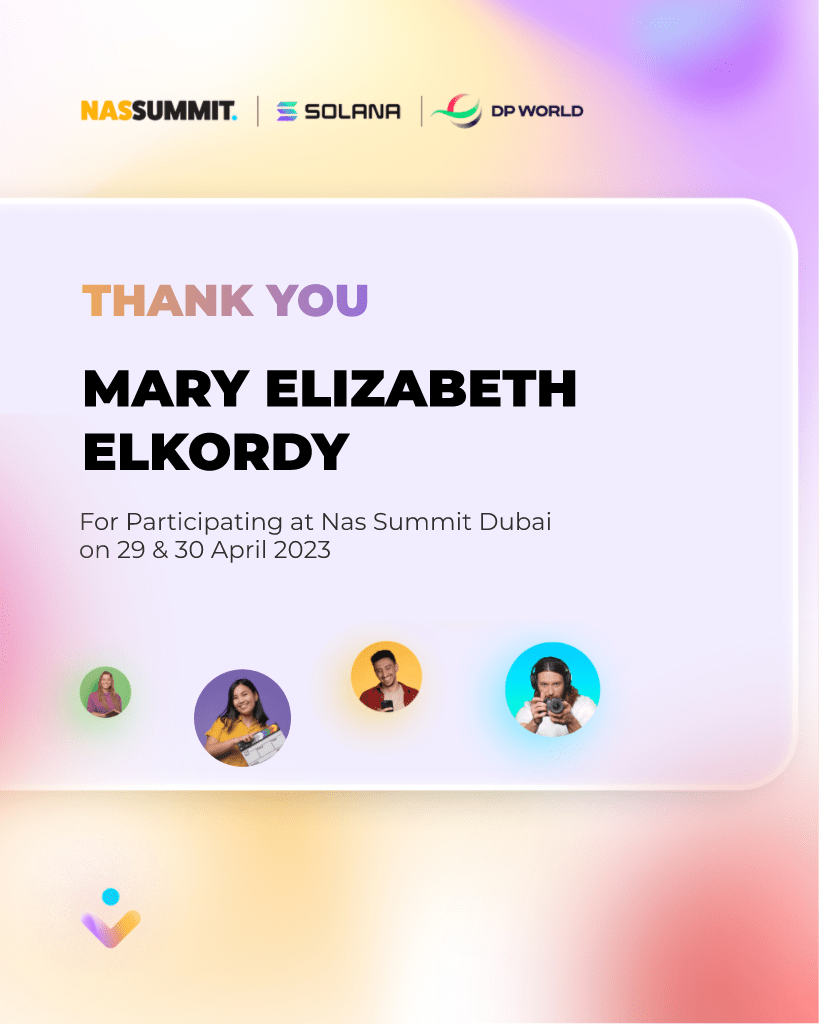 NASSUMMIT. | SOLANA | DP WORLD
THANK YOU
MARY ELIZABETH
ELKORDY
For Participating at Nas Summit Dubai
on 29 & 30 April 2023